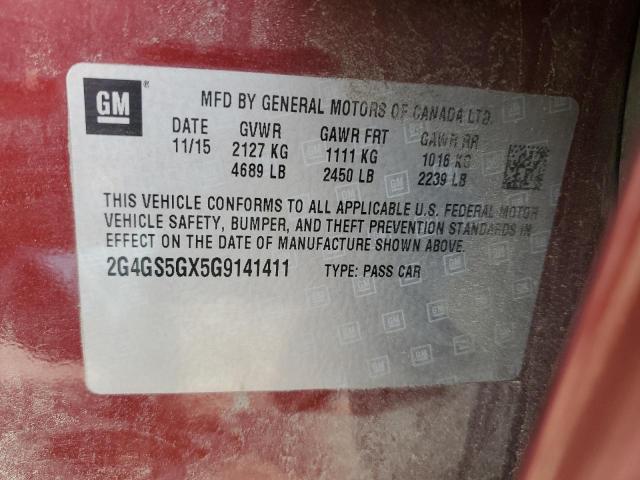 GM
MFD BY GENERAL MOTORS OF CANADA LTD.
DATE GVWR GAWR FRT GAWR RR
11/15 2127 KG 1111 KG 1016 KG
4689 LB 2450 LB 2239 LB
THIS VEHICLE CONFORMS TO ALL APPLICABLE U.S. FEDERAL MOTOR
VEHICLE SAFETY, BUMPER, AND THEFT PREVENTION STANDARDS IN
EFFECT ON THE DATE OF MANUFACTURE SHOWN ABOVE.
2G4GS5GX5G9141411 TYPE: PASS CAR